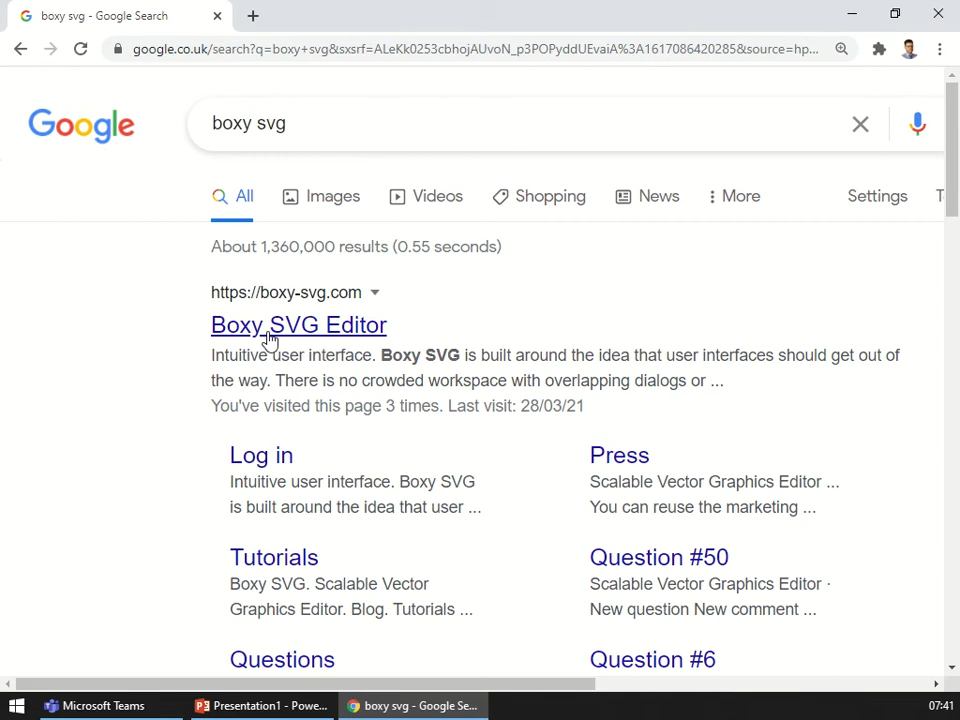 boxy svg - Google Search
google.co.uk/search?q=boxy+svg&sxsrf=ALeKk0253cbhojAUvoN_p3POPyddUEvaiA%3A1617086420285&source=hp...
Google
boxy svg
All Images Videos Shopping News More Settings
About 1,360,000 results (0.55 seconds)
https://boxy-svg.com
Boxy SVG Editor
Intuitive user interface. Boxy SVG is built around the idea that user interfaces should get out of
the way. There is no crowded workspace with overlapping dialogs or ...
You've visited this page 3 times. Last visit: 28/03/21
Log in
Intuitive user interface. Boxy SVG
is built around the idea that user ...
Press
Scalable Vector Graphics Editor ...
You can reuse the marketing ...
Tutorials
Boxy SVG. Scalable Vector
Graphics Editor. Blog. Tutorials ...
Question #50
Scalable Vector Graphics Editor ·
New question New comment ...
Questions
Question #6
Microsoft Teams
Presentation1 - Powe...
boxy svg - Google Se...
07:41